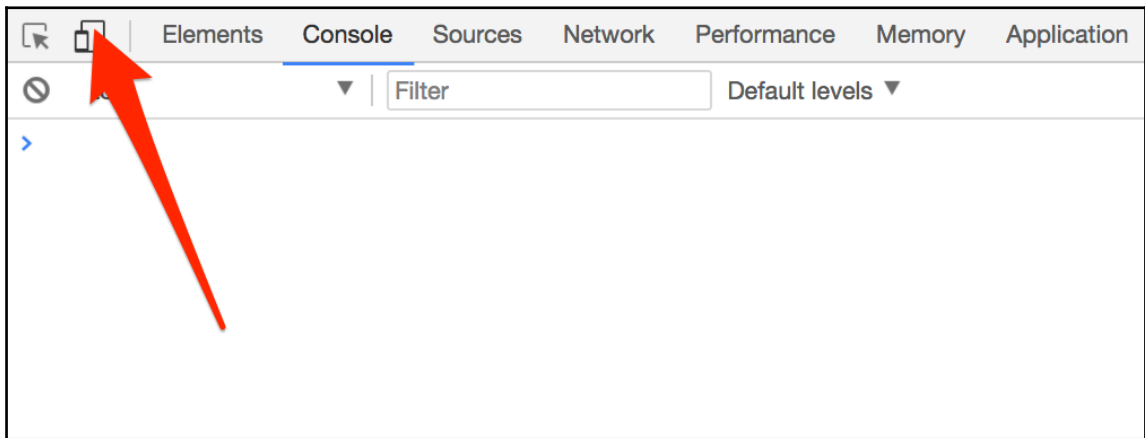 Elements Console Sources Network Performance Memory Application
Filter Default levels